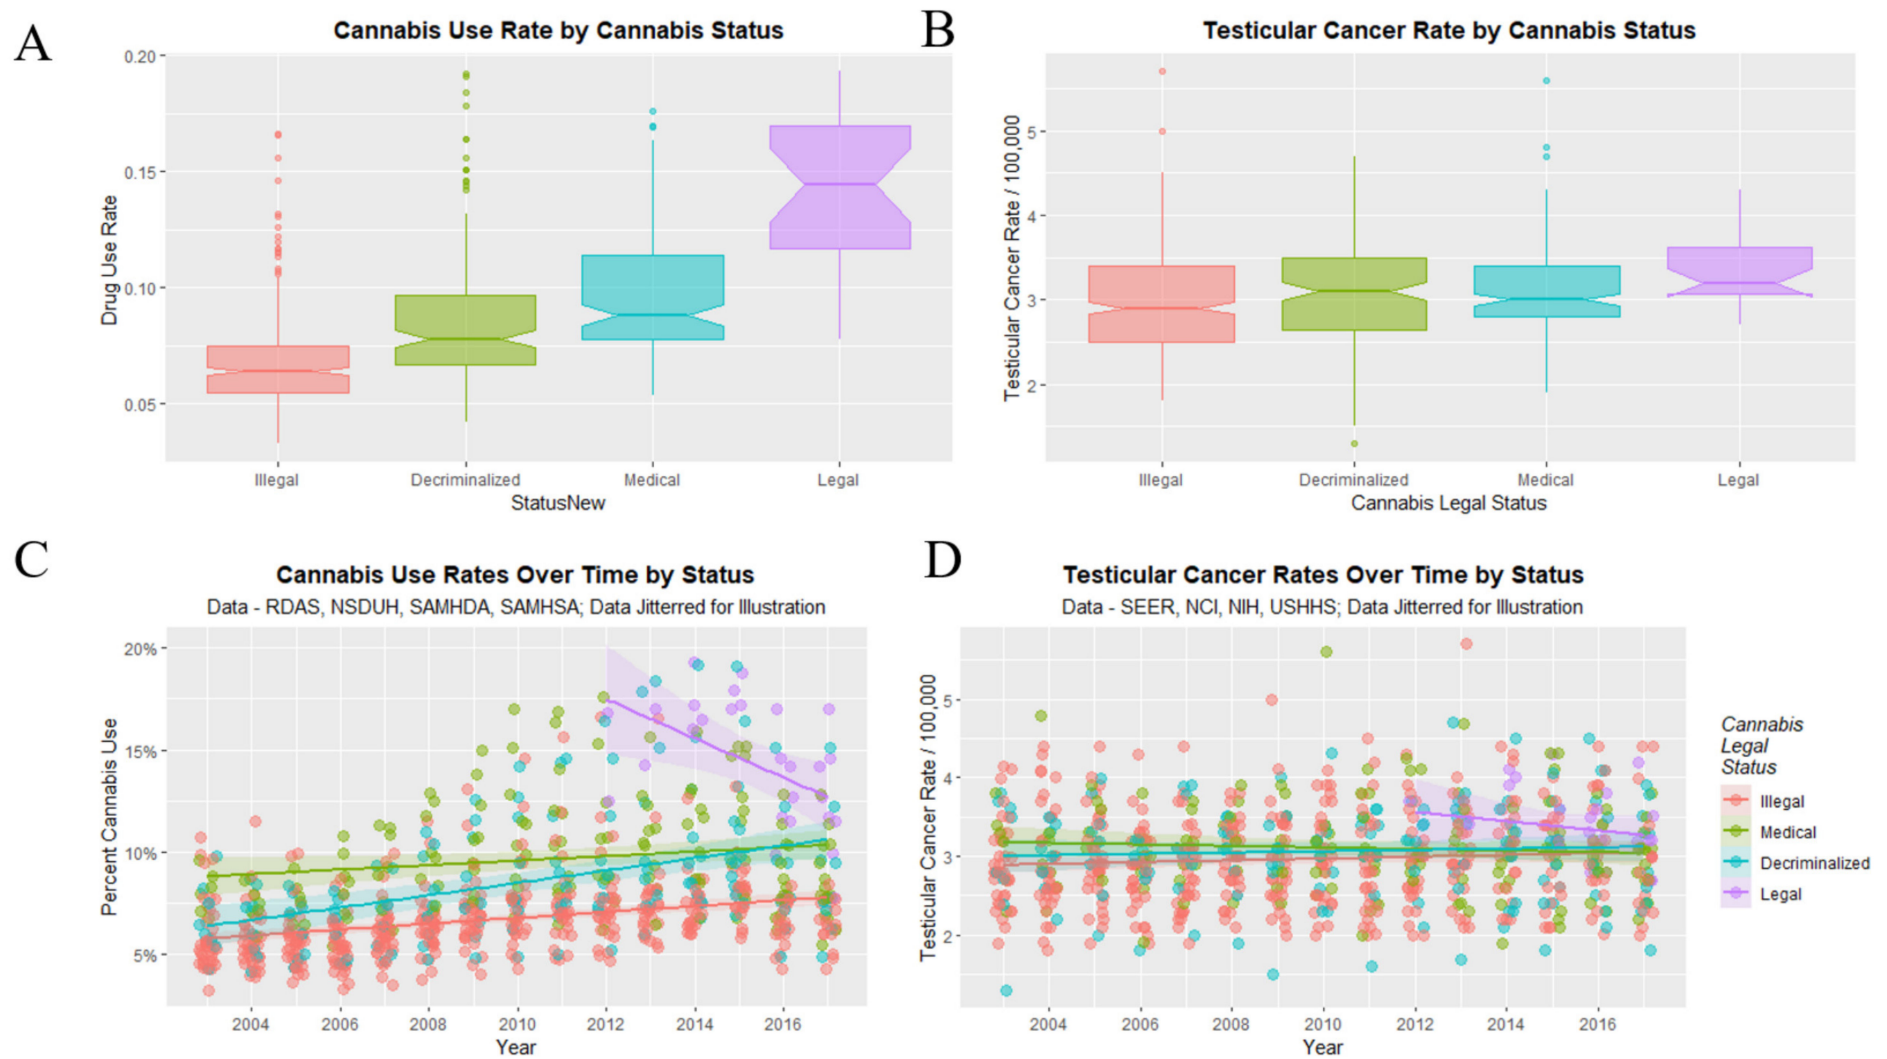 A
Cannabis Use Rate by Cannabis Status
Drug Use Rate
0.20
0.15
0.10
0.05
Illegal
Decriminalized
Medical
Legal
StatusNew
B
Testicular Cancer Rate by Cannabis Status
Testicular Cancer Rate / 100,000
5
4
3
2
Illegal
Decriminalized
Medical
Legal
Cannabis Legal Status
C
Cannabis Use Rates Over Time by Status
Data - RDAS, NSDUH, SAMHDA, SAMHSA; Data Jitterred for Illustration
Percent Cannabis Use
20%
15%
10%
5%
2004
2006
2008
2010
2012
2014
2016
Year
D
Testicular Cancer Rates Over Time by Status
Data - SEER, NCI, NIH, USHHS; Data Jitterred for Illustration
Testicular Cancer Rate / 100,000
5
4
3
2
2004
2006
2008
2010
2012
2014
2016
Year
Cannabis
Legal
Status
Illegal
Medical
Decriminalized
Legal